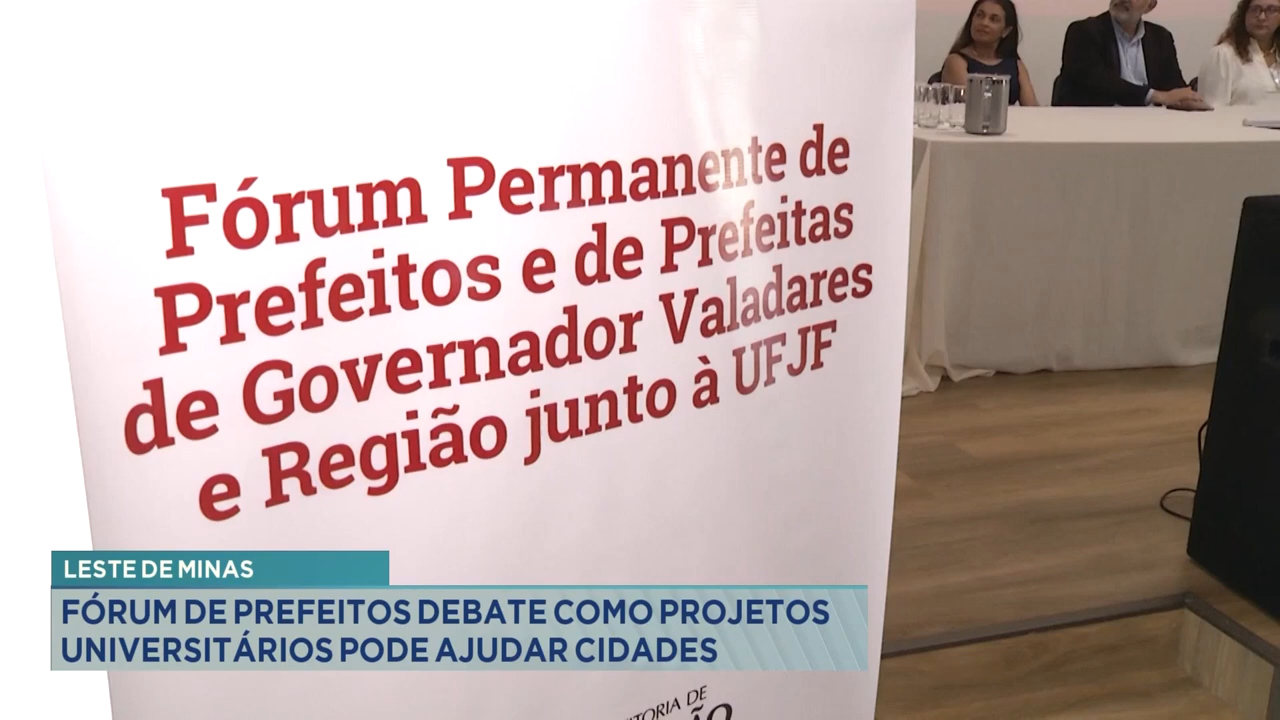 Fórum Permanente de
Prefeitos e de Prefeitas
de Governador Valadares
e Região junto à UFJF
LESTE DE MINAS
FÓRUM DE PREFEITOS DEBATE COMO PROJETOS
UNIVERSITÁRIOS PODE AJUDAR CIDADES
DE